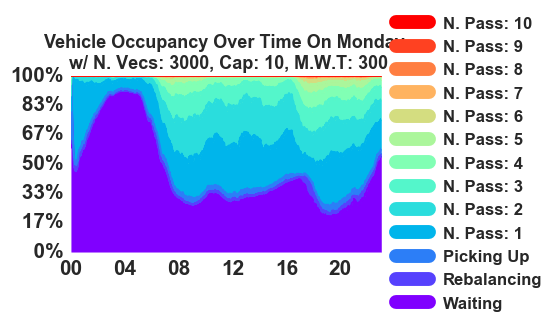 Vehicle Occupancy Over Time On Monday
w/ N. Vecs: 3000, Cap: 10, M.W.T: 300
100%
83%
67%
50%
33%
17%
0%
00 04 08 12 16 20
N. Pass: 10
N. Pass: 9
N. Pass: 8
N. Pass: 7
N. Pass: 6
N. Pass: 5
N. Pass: 4
N. Pass: 3
N. Pass: 2
N. Pass: 1
Picking Up
Rebalancing
Waiting